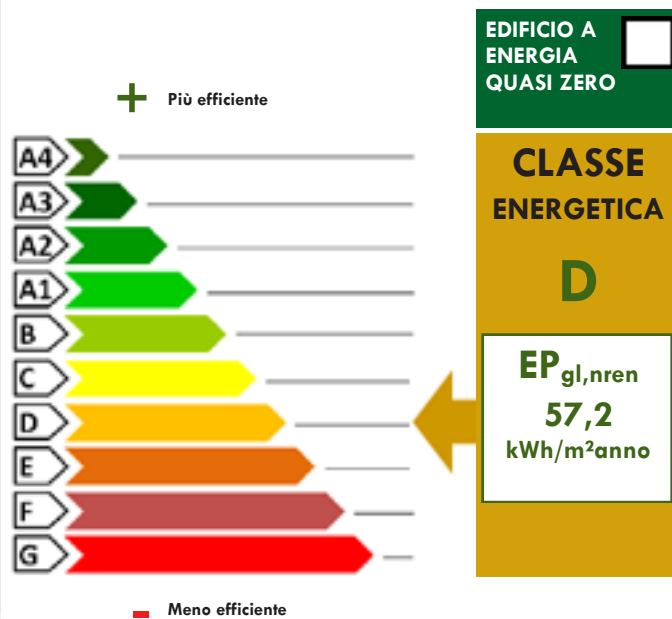 EDIFICIO A
ENERGIA
QUASI ZERO
+ Più efficiente
A4
A3
A2
A1
B
C
D
E
F
G
- Meno efficiente
CLASSE
ENERGETICA
D
EPgl,nren
57,2
kWh/m²anno